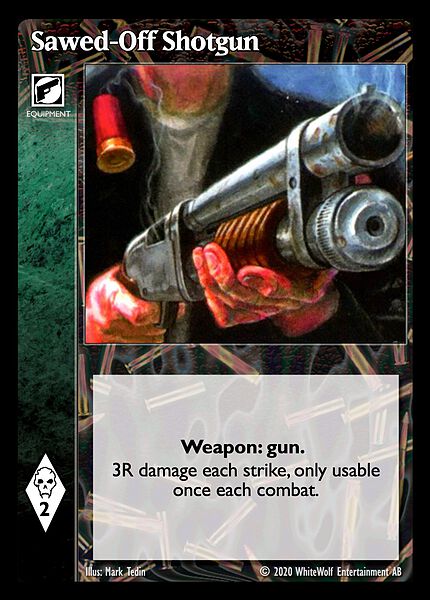 Sawed-Off Shotgun
EQUIPMENT
Weapon: gun.
3R damage each strike, only usable
once each combat.
2
Illus: Mark Tedin © 2020 WhiteWolf Entertainment AB